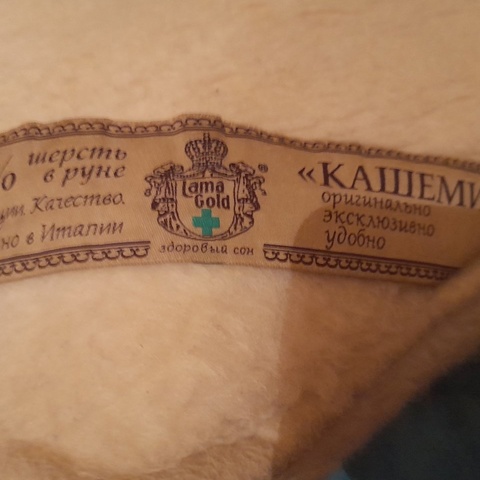 шерсть
в руне
Качество.
в Италии
Lama
Gold
®
здоровый сон
«КАШЕМИ
оригинально
эксклюзивно
удобно